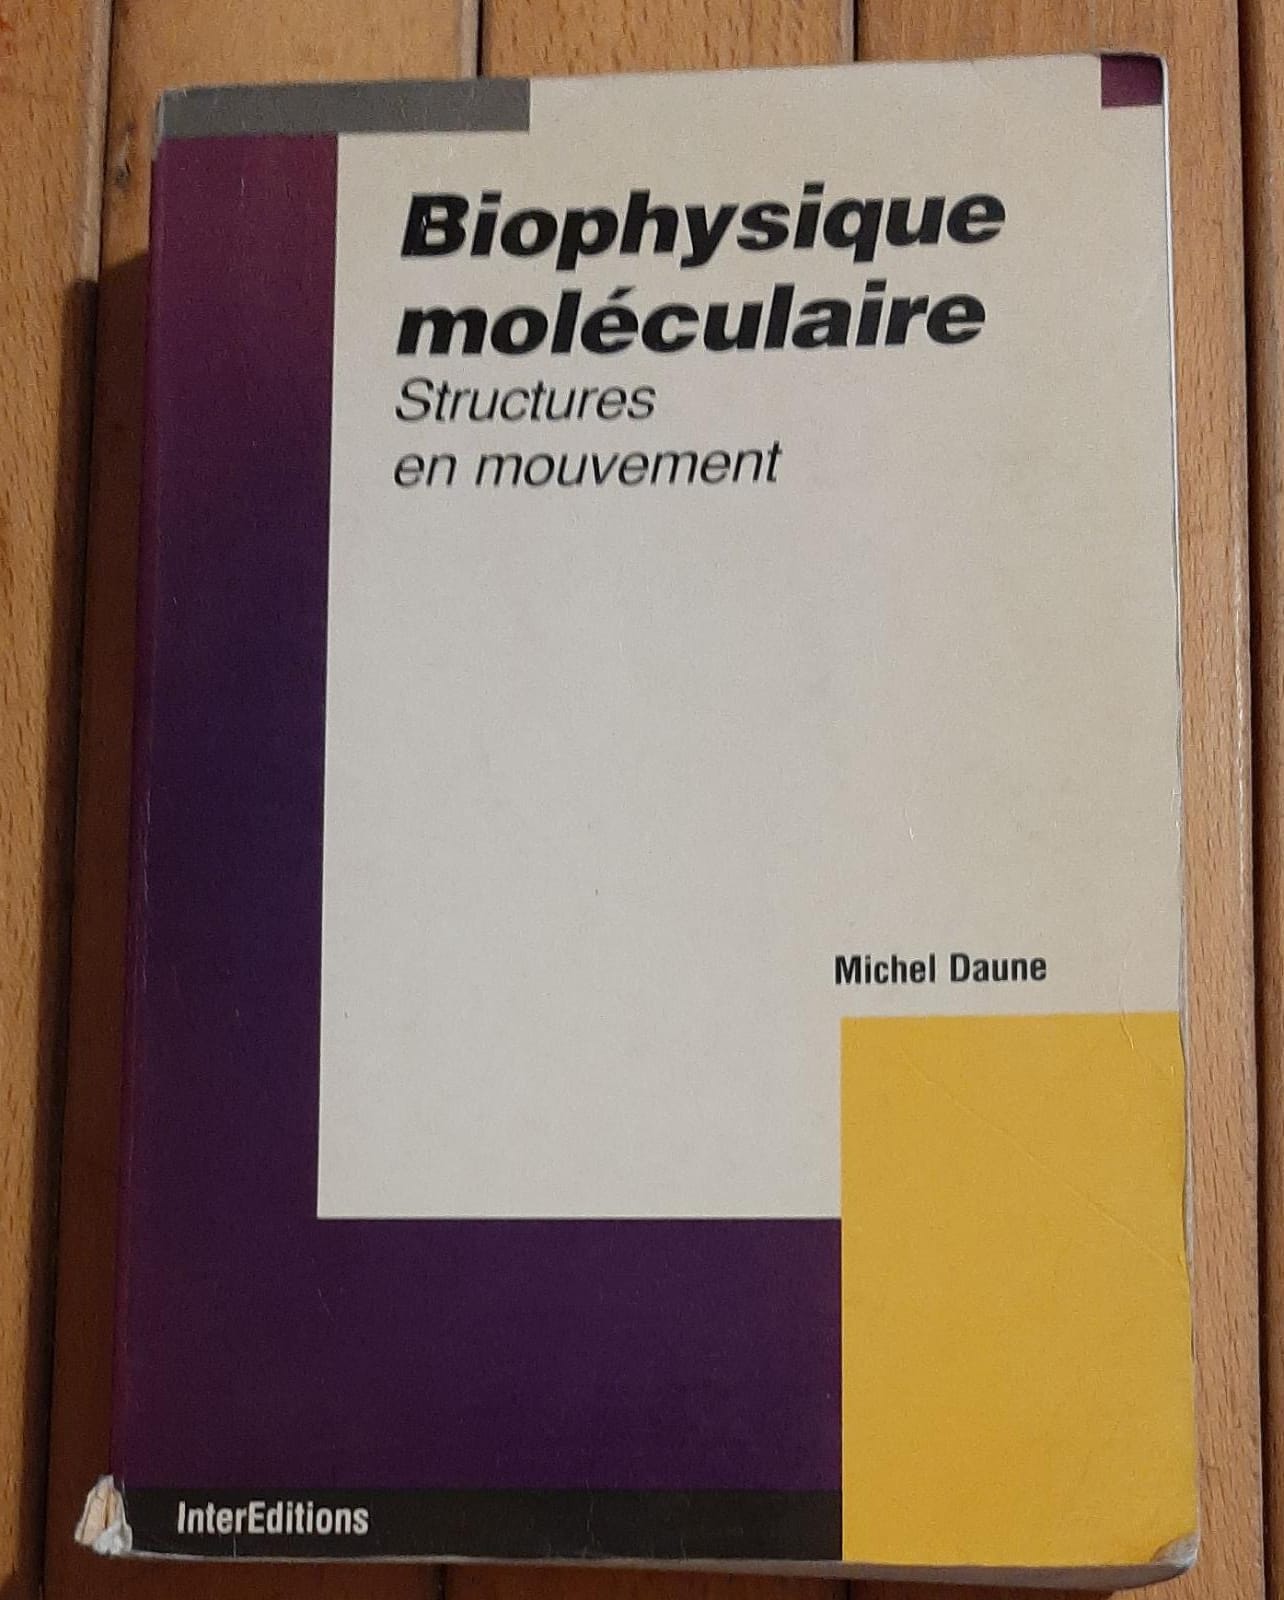 Biophysique
moléculaire
Structures
en mouvement
Michel Daune
InterEditions